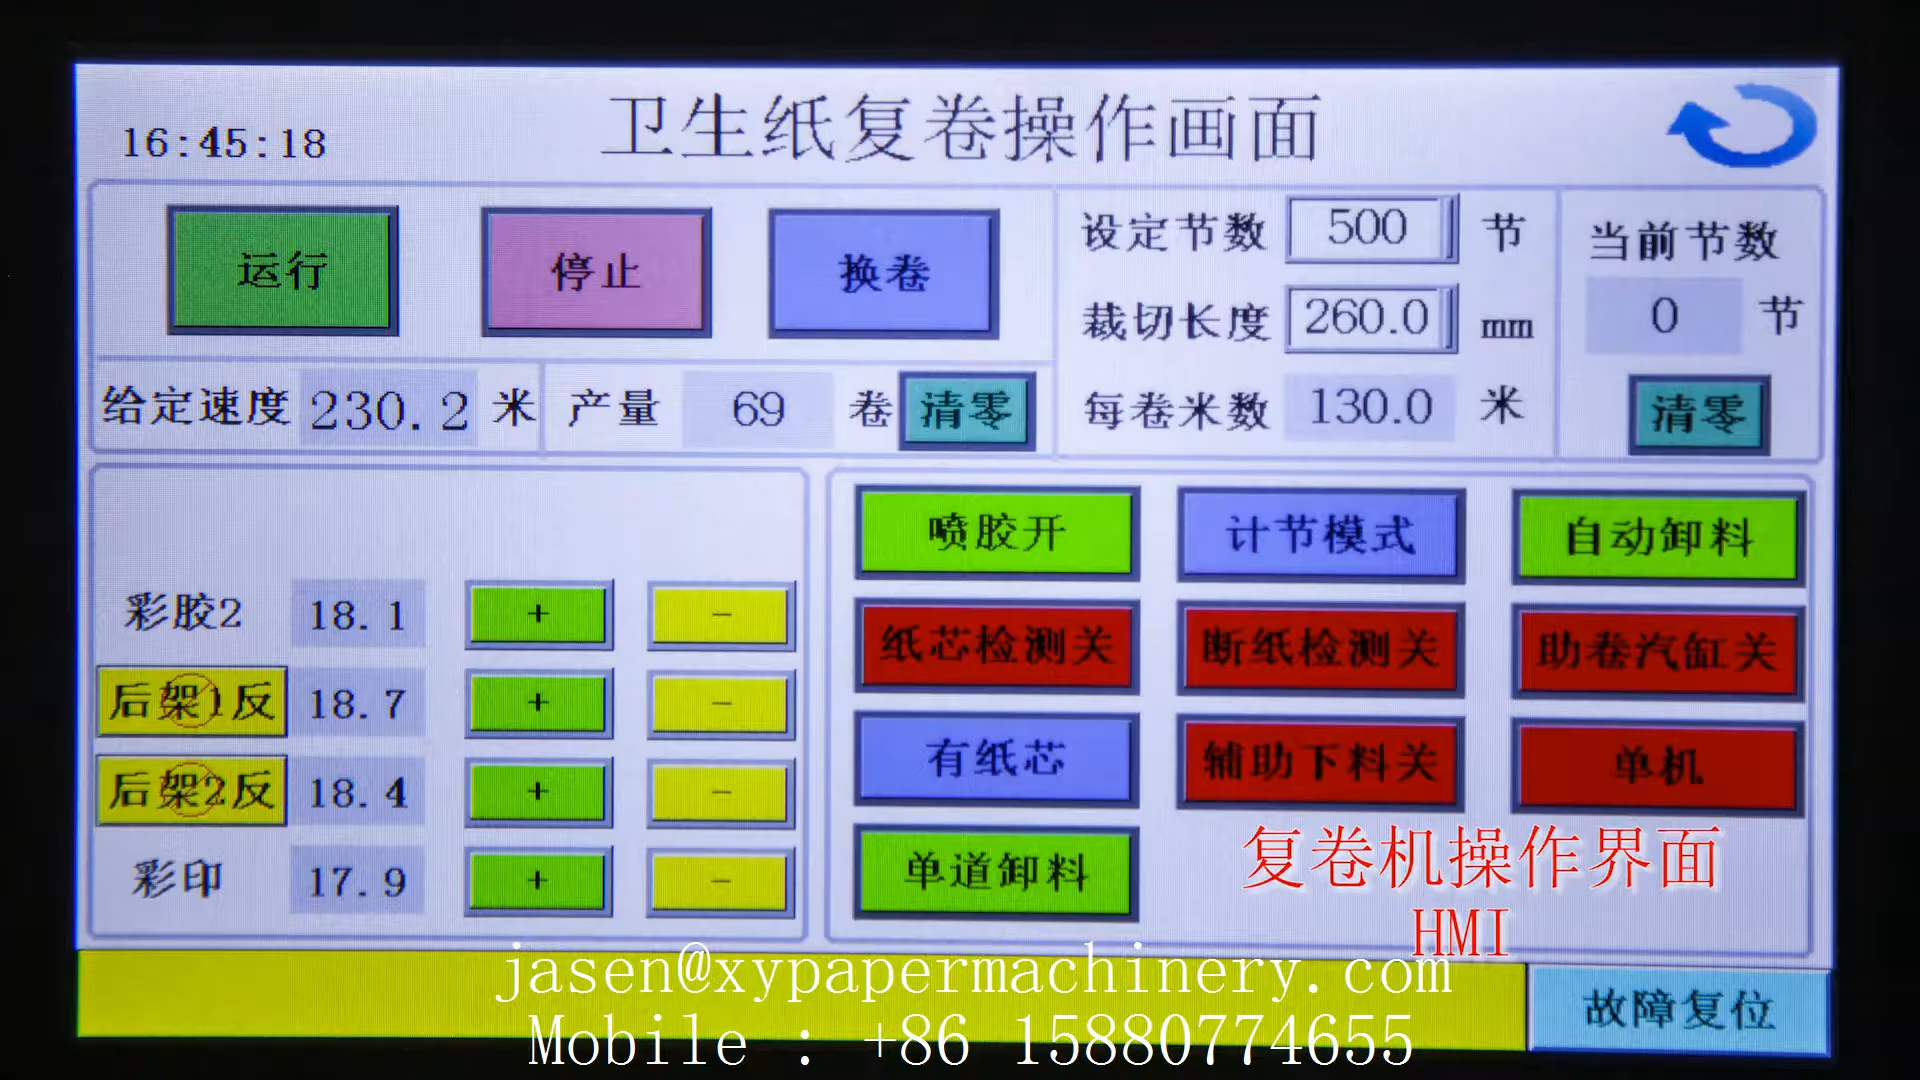 卫生纸复卷操作画面
16:45:18
运行
停止
换卷
设定节数 500 节
裁切长度 260.0 mm
每卷米数 130.0 米
当前节数
0 节
清零
给定速度 230.2 米
产量 69 卷 清零
彩胶2 18.1 + -
后架1反 18.7 + -
后架2反 18.4 + -
彩印 17.9 + -
喷胶开 计节模式 自动卸料
纸芯检测关 断纸检测关 助卷汽缸关
有纸芯 辅助下料关 单机
单道卸料
复卷机操作界面
HMI
jasen@xypapermachinery.com
Mobile : +86 15880774655
故障复位